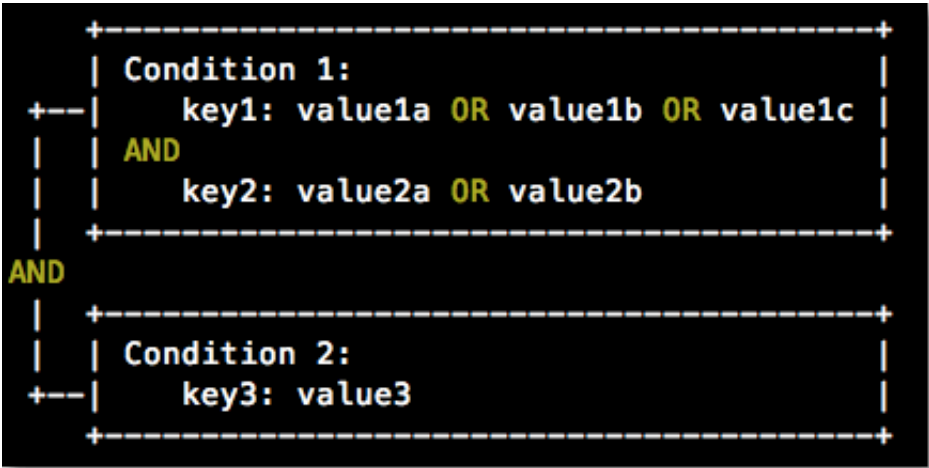 Condition 1:
key1: value1a OR value1b OR value1c
AND
key2: value2a OR value2b
AND
Condition 2:
key3: value3